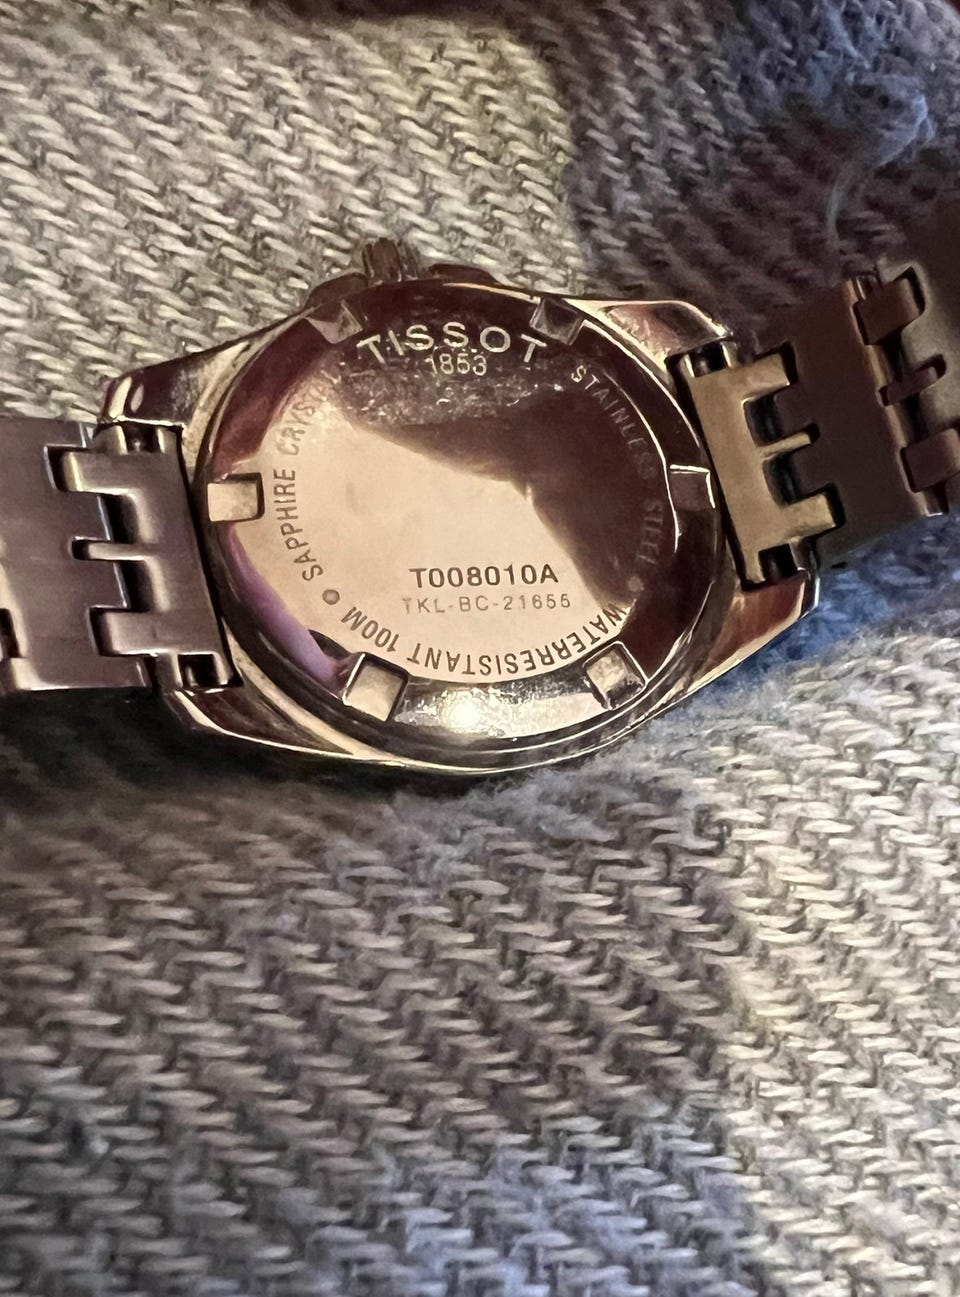 TISSOT
1853
STAINLESS STEEL
WATERRESISTANT 100M
SAPPHIRE CRYSTAL
T008010A
TKL-BC-21655